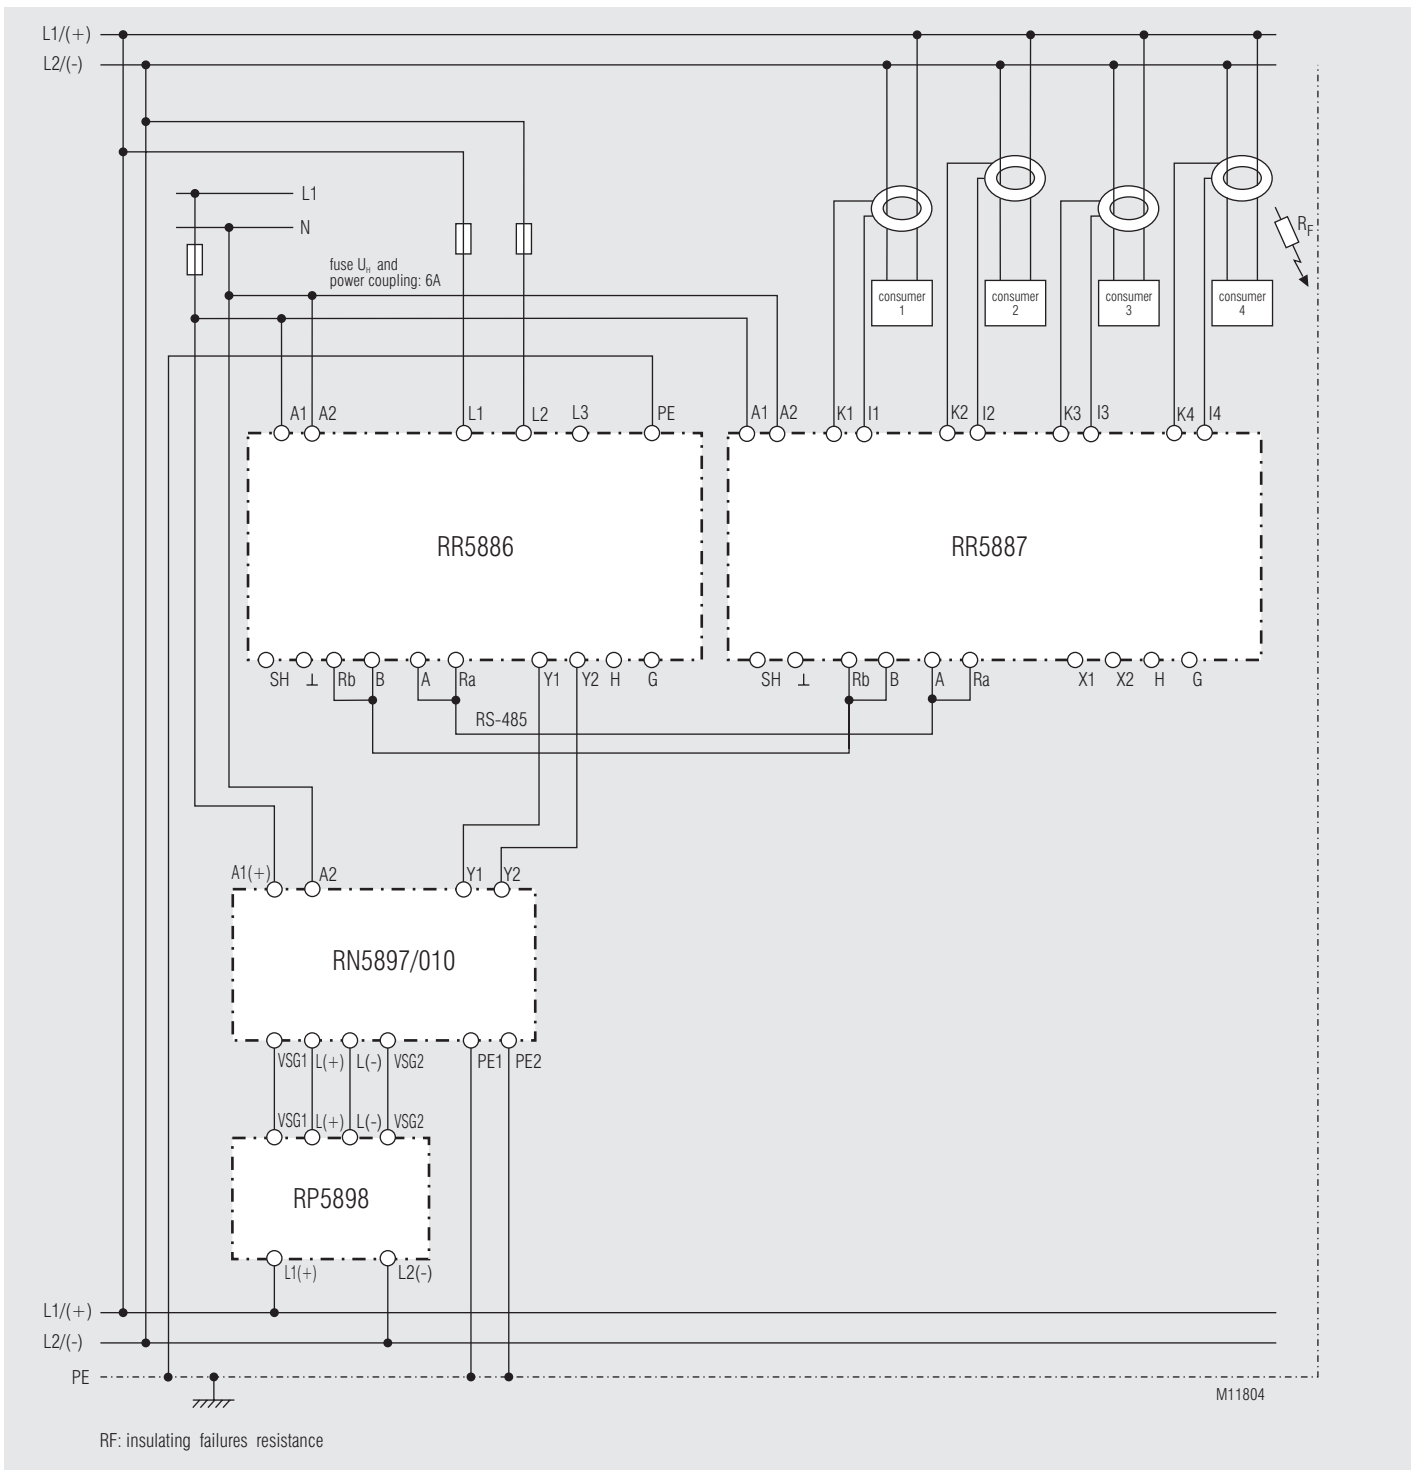 L1/(+)
L2/(-)
L1
N
fuse UH and
power coupling: 6A
RF
consumer
1
consumer
2
consumer
3
consumer
4
A1 A2 L1 L2 L3 PE A1 A2 K1 I1 K2 I2 K3 I3 K4 I4
RR5886
RR5887
SH ⊥ Rb B A Ra Y1 Y2 H G SH ⊥ Rb B A Ra X1 X2 H G
RS-485
A1(+) A2 Y1 Y2
RN5897/010
VSG1 L(+) L(-) VSG2 PE1 PE2
VSG1 L(+) L(-) VSG2
RP5898
L1(+) L2(-)
L1/(+)
L2/(-)
PE
M11804
RF: insulating failures resistance